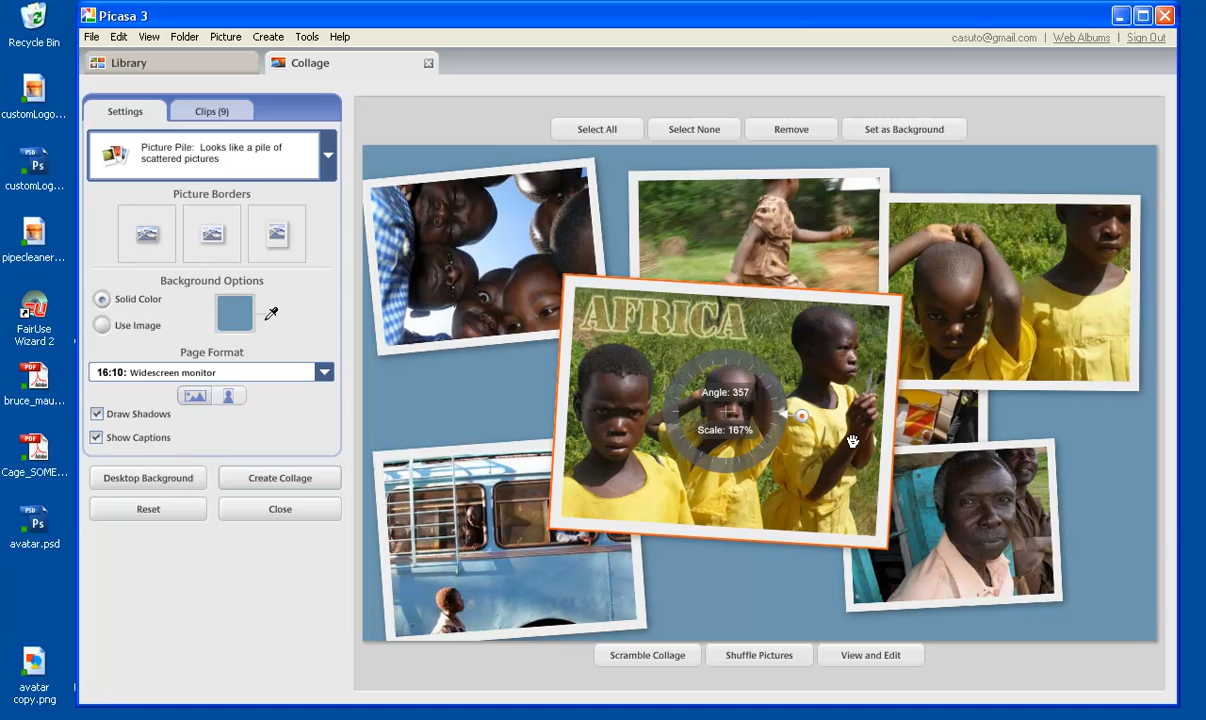 Picasa 3
File Edit View Folder Picture Create Tools Help
casuto@gmail.com | Web Albums | Sign Out
Library
Collage
Settings
Clips (9)
Picture Pile: Looks like a pile of
scattered pictures
Picture Borders
Background Options
Solid Color
Use Image
Page Format
16:10: Widescreen monitor
Draw Shadows
Show Captions
Desktop Background
Create Collage
Reset
Close
Select All
Select None
Remove
Set as Background
AFRICA
Angle: 357
Scale: 167%
Scramble Collage
Shuffle Pictures
View and Edit
Recycle Bin
customLogo...
customLog...
pipecleaner...
FairUse
Wizard 2
bruce_mau...
Cage_SOME...
avatar.psd
avatar
copy.png